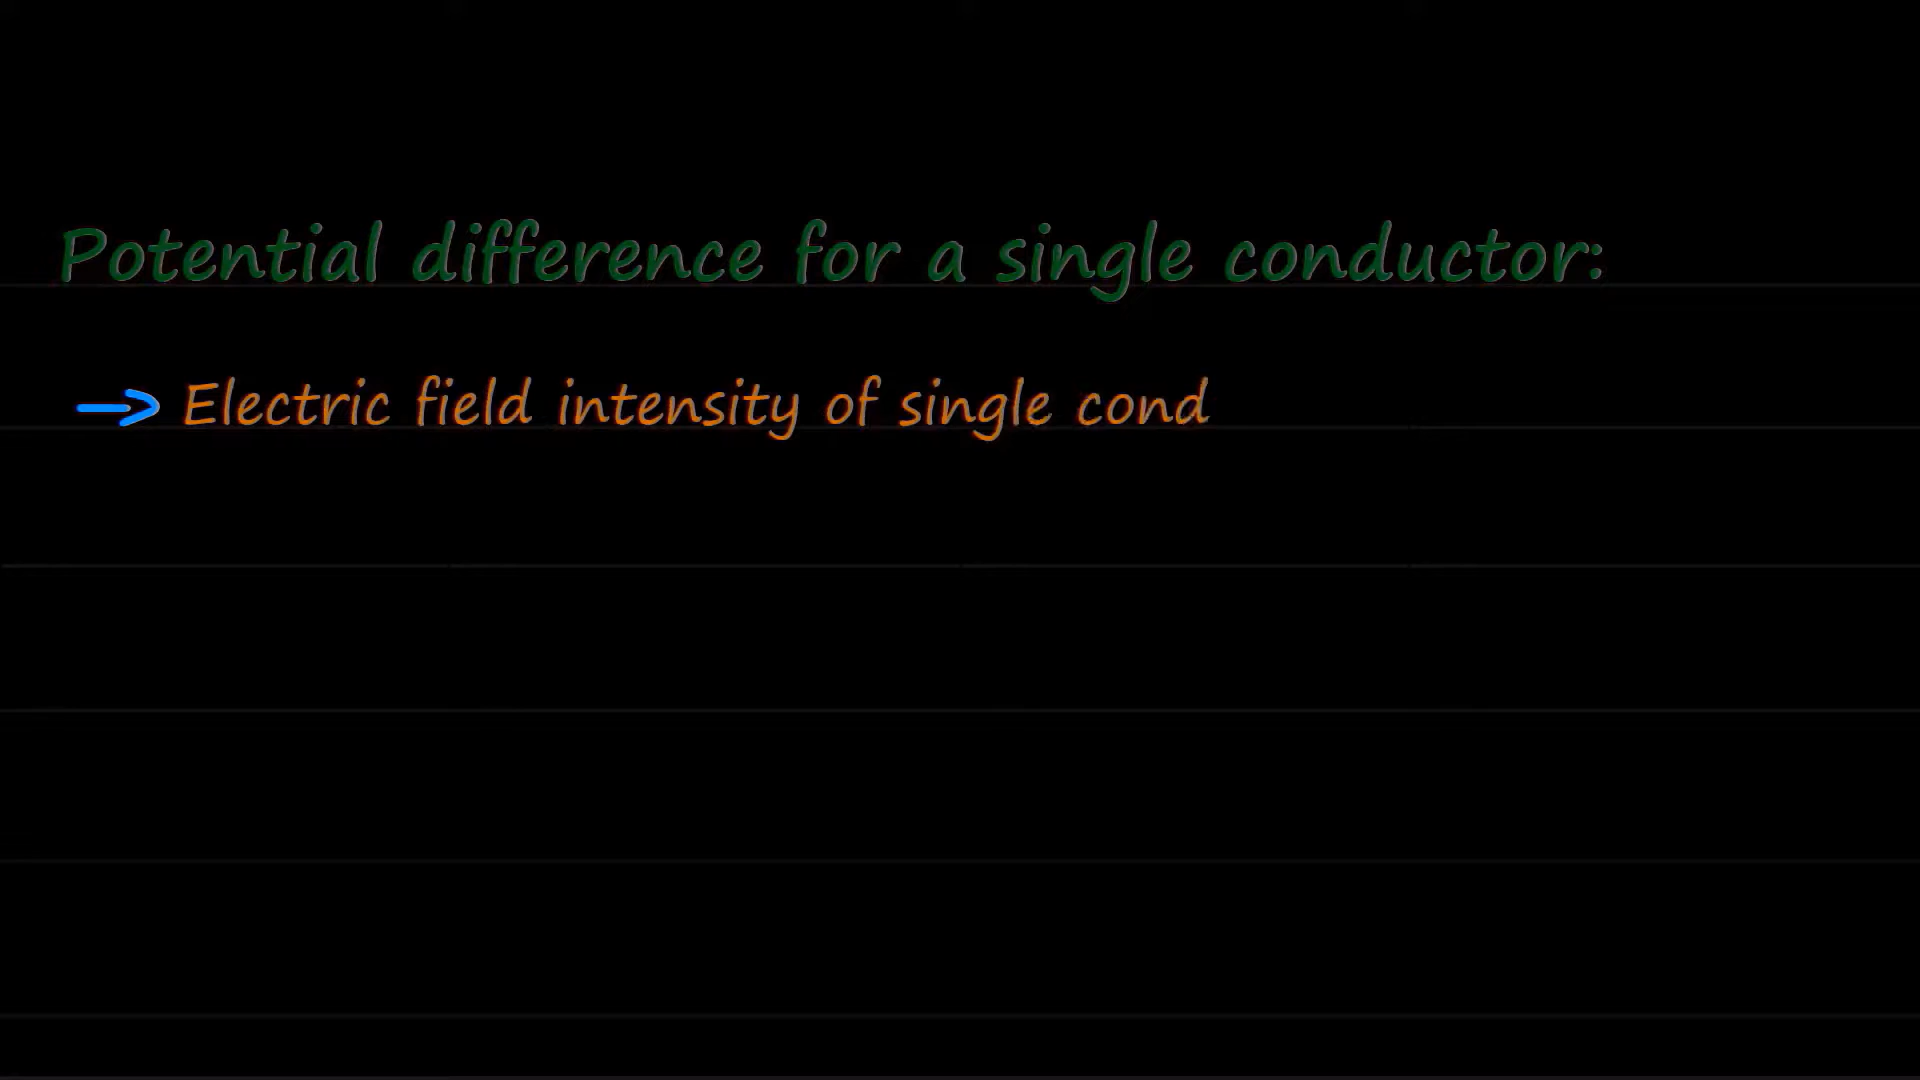 Potential difference for a single conductor:
Electric field intensity of single cond